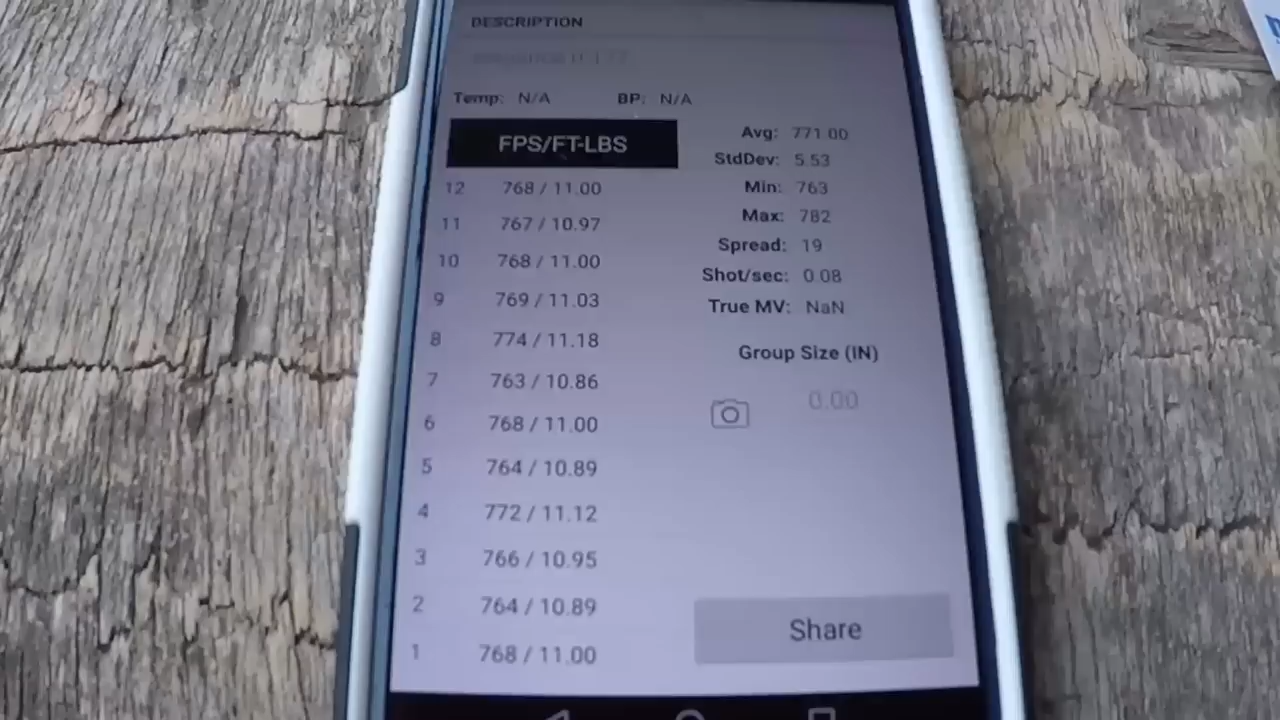 DESCRIPTION
Temp: N/A BP: N/A
FPS/FT-LBS
Avg: 771.00
StdDev: 5.53
Min: 763
Max: 782
Spread: 19
Shot/sec: 0.08
True MV: NaN
Group Size (IN)
0.00
12 768 / 11.00
11 767 / 10.97
10 768 / 11.00
9 769 / 11.03
8 774 / 11.18
7 763 / 10.86
6 768 / 11.00
5 764 / 10.89
4 772 / 11.12
3 766 / 10.95
2 764 / 10.89
1 768 / 11.00
Share